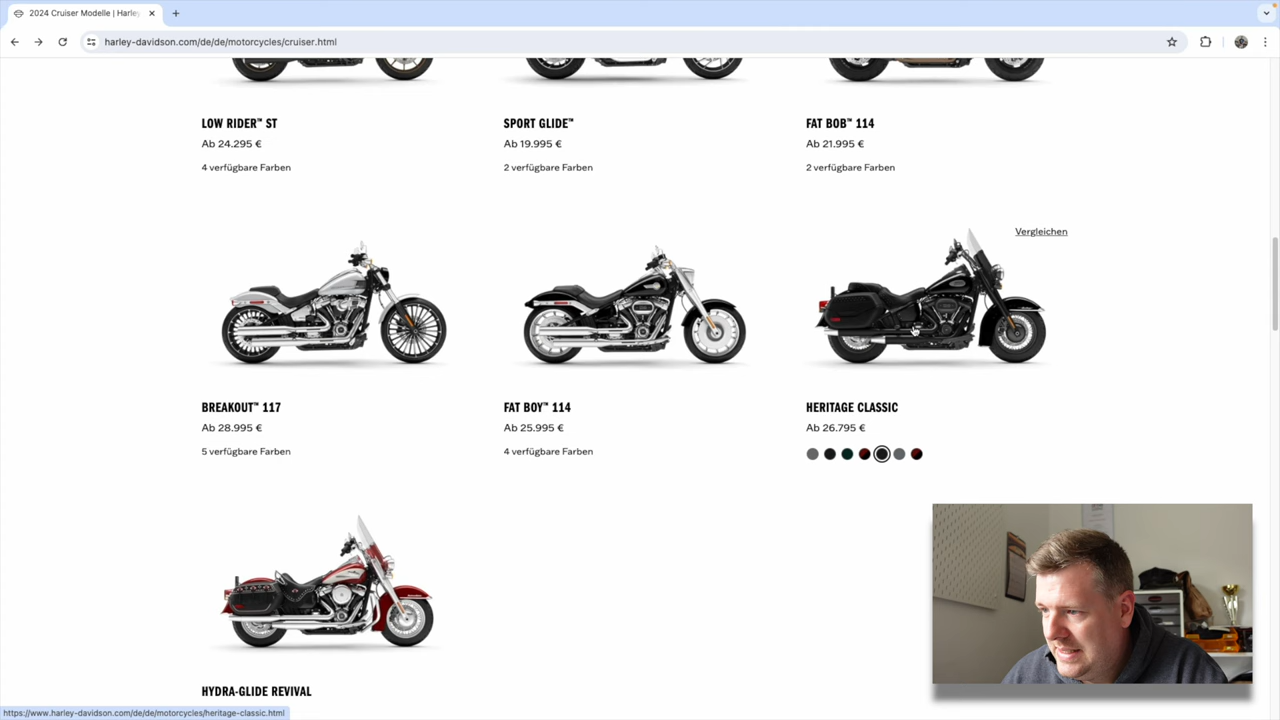 2024 Cruiser Modelle | Harley
harley-davidson.com/de/de/motorcycles/cruiser.html
LOW RIDER™ ST
Ab 24.295 €
4 verfügbare Farben
SPORT GLIDE™
Ab 19.995 €
2 verfügbare Farben
FAT BOB™ 114
Ab 21.995 €
2 verfügbare Farben
Vergleichen
BREAKOUT™ 117
Ab 28.995 €
5 verfügbare Farben
FAT BOY™ 114
Ab 25.995 €
4 verfügbare Farben
HERITAGE CLASSIC
Ab 26.795 €
HYDRA-GLIDE REVIVAL
https://www.harley-davidson.com/de/de/motorcycles/heritage-classic.html